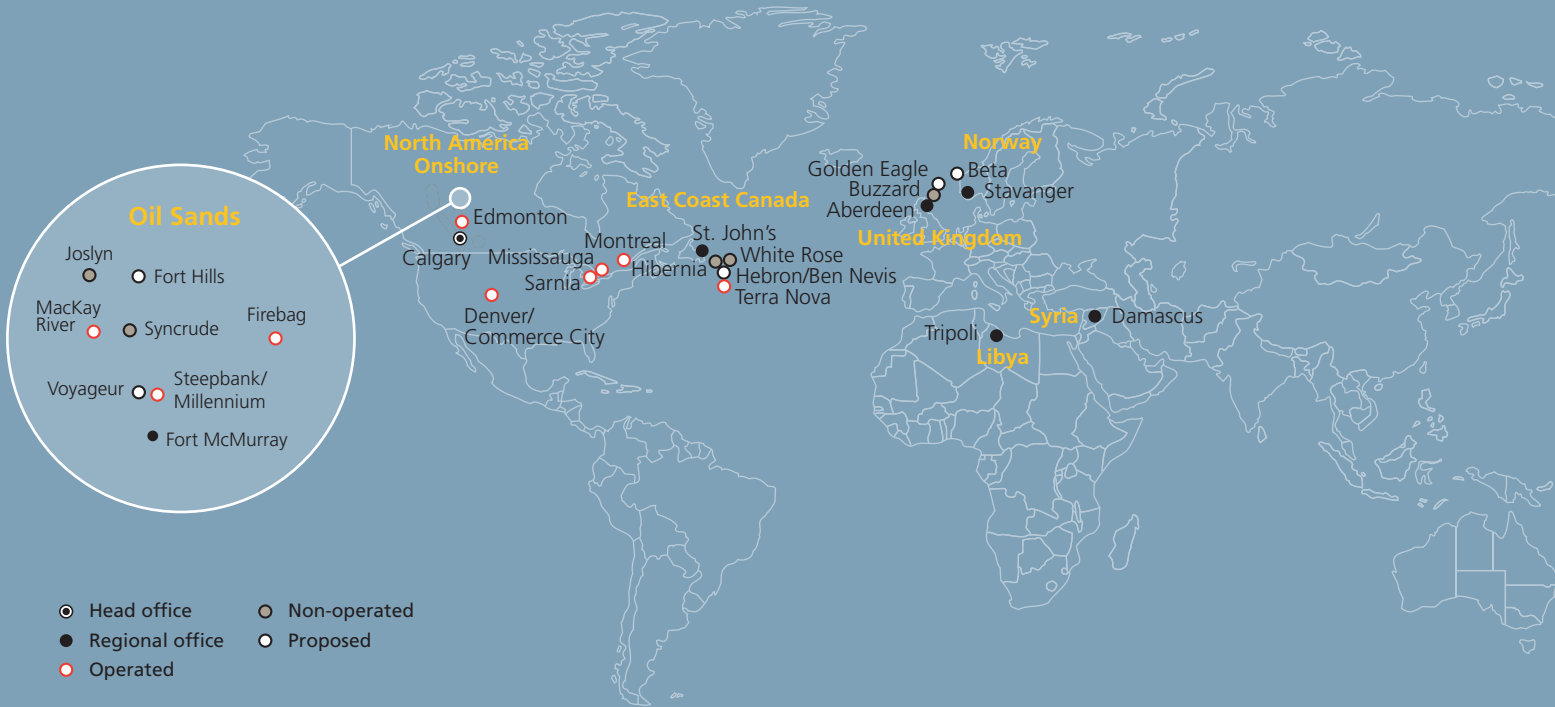 North America
Onshore
Oil Sands
Joslyn
Fort Hills
MacKay
River
Syncrude
Firebag
Voyageur
Steepbank/
Millennium
Fort McMurray
Edmonton
Calgary
Mississauga
Montreal
Sarnia
Denver/
Commerce City
East Coast Canada
St. John’s
White Rose
Hibernia
Hebron/Ben Nevis
Terra Nova
Norway
Golden Eagle
Beta
Buzzard
Stavanger
Aberdeen
United Kingdom
Syria
Damascus
Tripoli
Libya
Head office
Regional office
Operated
Non-operated
Proposed